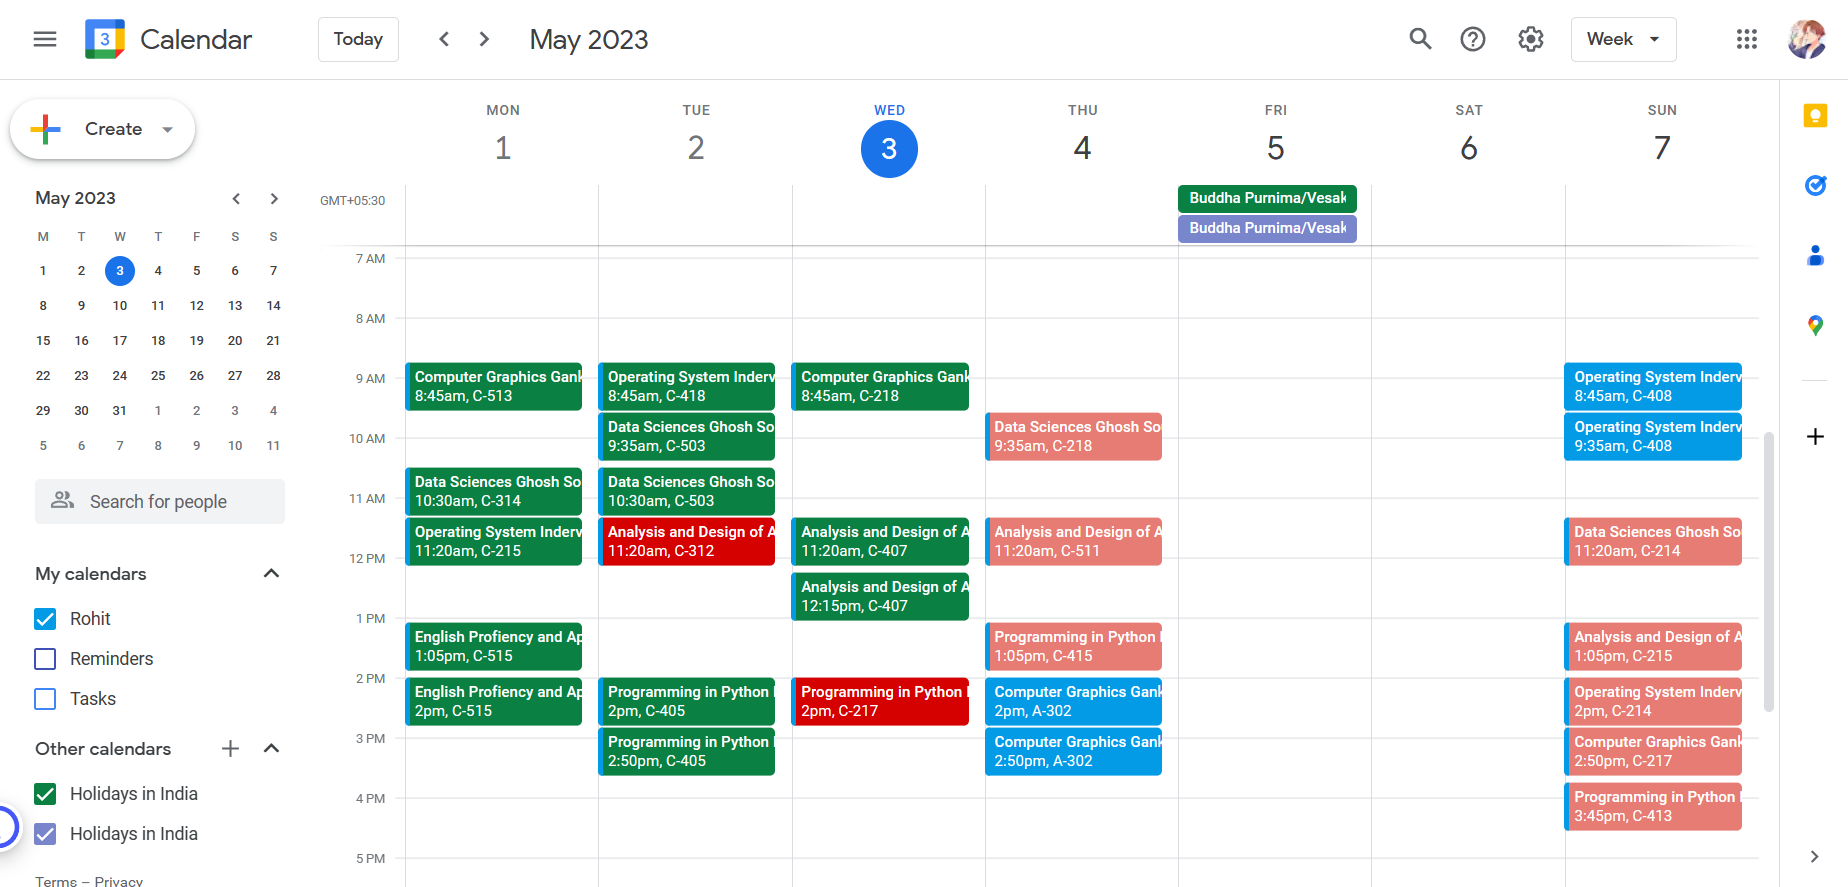 3
Calendar
Today
May 2023
Week
Create
May 2023
M T W T F S S
1 2 3 4 5 6 7
8 9 10 11 12 13 14
15 16 17 18 19 20 21
22 23 24 25 26 27 28
29 30 31 1 2 3 4
5 6 7 8 9 10 11
Search for people
My calendars
Rohit
Reminders
Tasks
Other calendars
Holidays in India
Holidays in India
Terms – Privacy
MON TUE WED THU FRI SAT SUN
1 2 3 4 5 6 7
GMT+05:30
Buddha Purnima/Vesak
Buddha Purnima/Vesak
7 AM
8 AM
9 AM
10 AM
11 AM
12 PM
1 PM
2 PM
3 PM
4 PM
5 PM
Computer Graphics Gank
8:45am, C-513
Data Sciences Ghosh So
10:30am, C-314
Operating System Inderv
11:20am, C-215
English Profiency and Ap
1:05pm, C-515
English Profiency and Ap
2pm, C-515
Operating System Inderv
8:45am, C-418
Data Sciences Ghosh So
9:35am, C-503
Data Sciences Ghosh So
10:30am, C-503
Analysis and Design of A
11:20am, C-312
Programming in Python
2pm, C-405
Programming in Python
2:50pm, C-405
Computer Graphics Gank
8:45am, C-218
Analysis and Design of A
11:20am, C-407
Analysis and Design of A
12:15pm, C-407
Programming in Python
2pm, C-217
Data Sciences Ghosh So
9:35am, C-218
Analysis and Design of A
11:20am, C-511
Programming in Python
1:05pm, C-415
Computer Graphics Gank
2pm, A-302
Computer Graphics Gank
2:50pm, A-302
Operating System Inderv
8:45am, C-408
Operating System Inderv
9:35am, C-408
Data Sciences Ghosh So
11:20am, C-214
Analysis and Design of A
1:05pm, C-215
Operating System Inderv
2pm, C-214
Computer Graphics Gank
2:50pm, C-217
Programming in Python
3:45pm, C-413